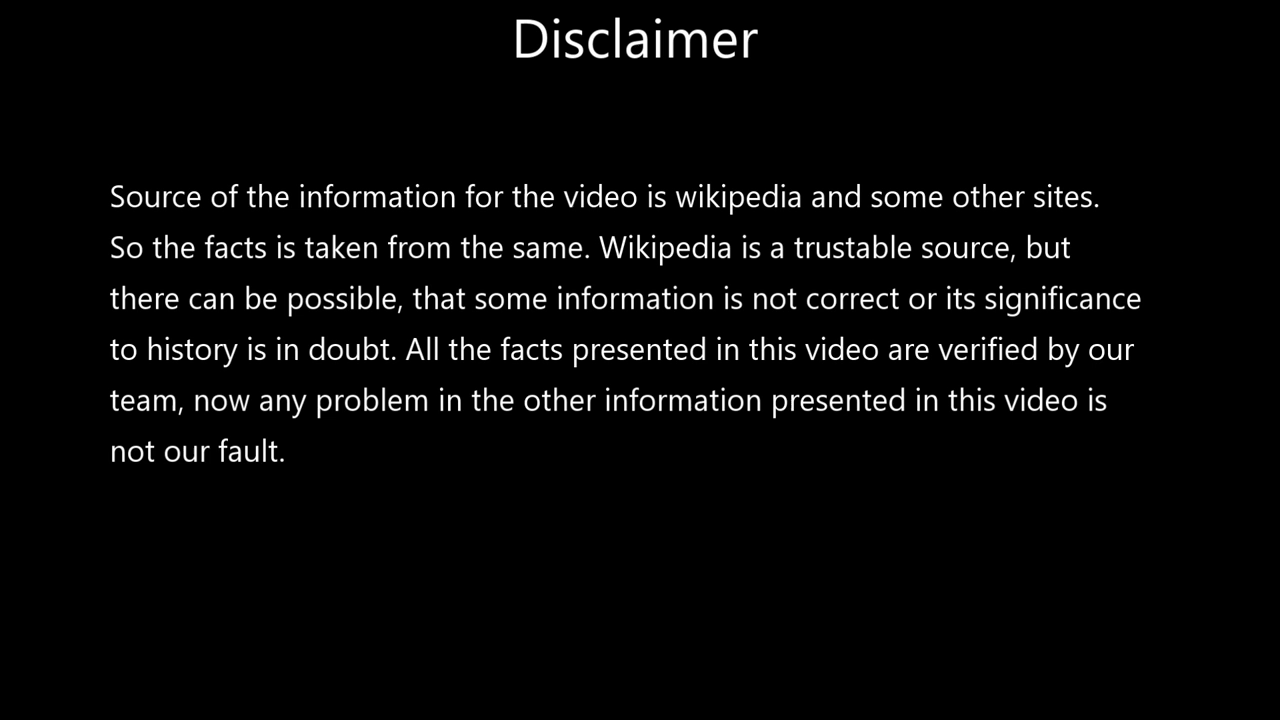 Disclaimer
Source of the information for the video is wikipedia and some other sites.
So the facts is taken from the same. Wikipedia is a trustable source, but
there can be possible, that some information is not correct or its significance
to history is in doubt. All the facts presented in this video are verified by our
team, now any problem in the other information presented in this video is
not our fault.